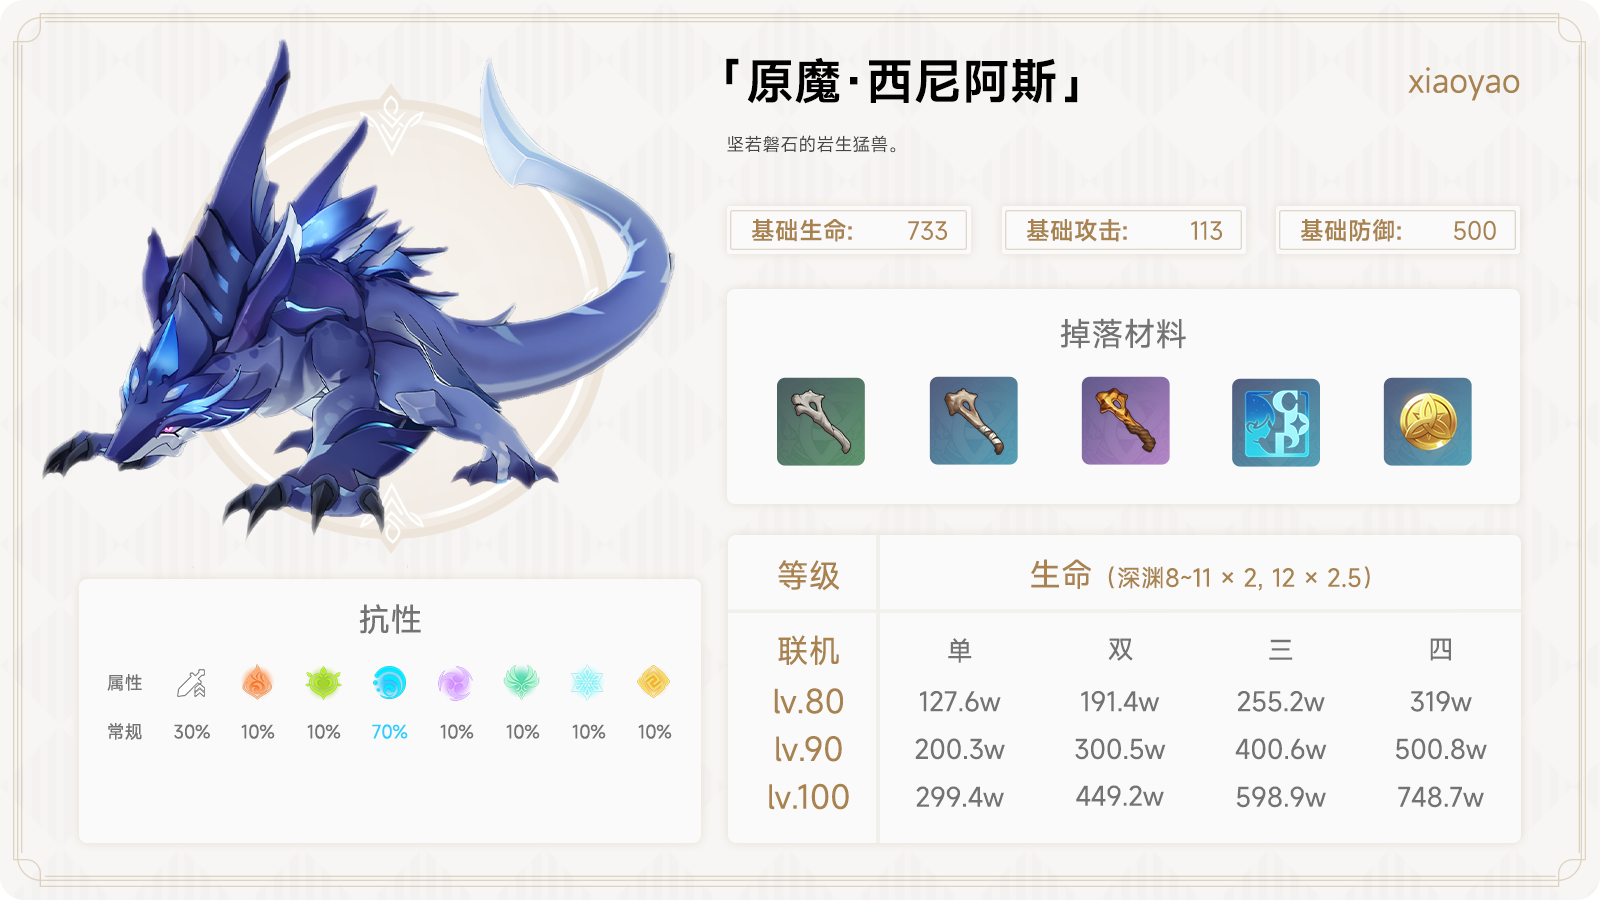 「原魔·西尼阿斯」
xiaoyao
坚若磐石的岩生猛兽。
基础生命: 733
基础攻击: 113
基础防御: 500
掉落材料
抗性
属性
常规 30% 10% 10% 70% 10% 10% 10% 10%
等级 生命（深渊8~11 × 2, 12 × 2.5）
联机 单 双 三 四
lv.80 127.6w 191.4w 255.2w 319w
lv.90 200.3w 300.5w 400.6w 500.8w
lv.100 299.4w 449.2w 598.9w 748.7w